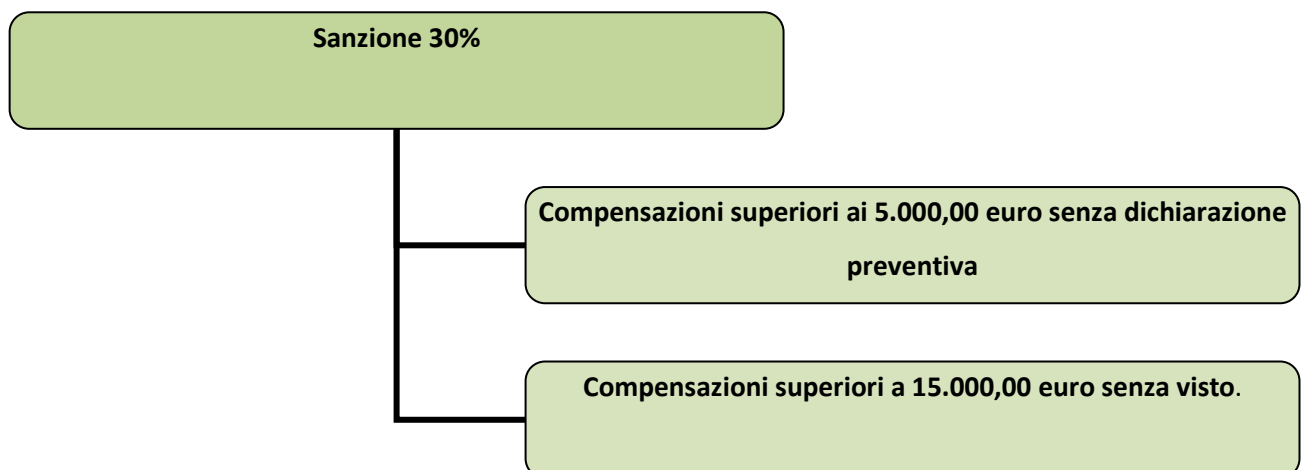 Sanzione 30%
Compensazioni superiori ai 5.000,00 euro senza dichiarazione
preventiva
Compensazioni superiori a 15.000,00 euro senza visto.